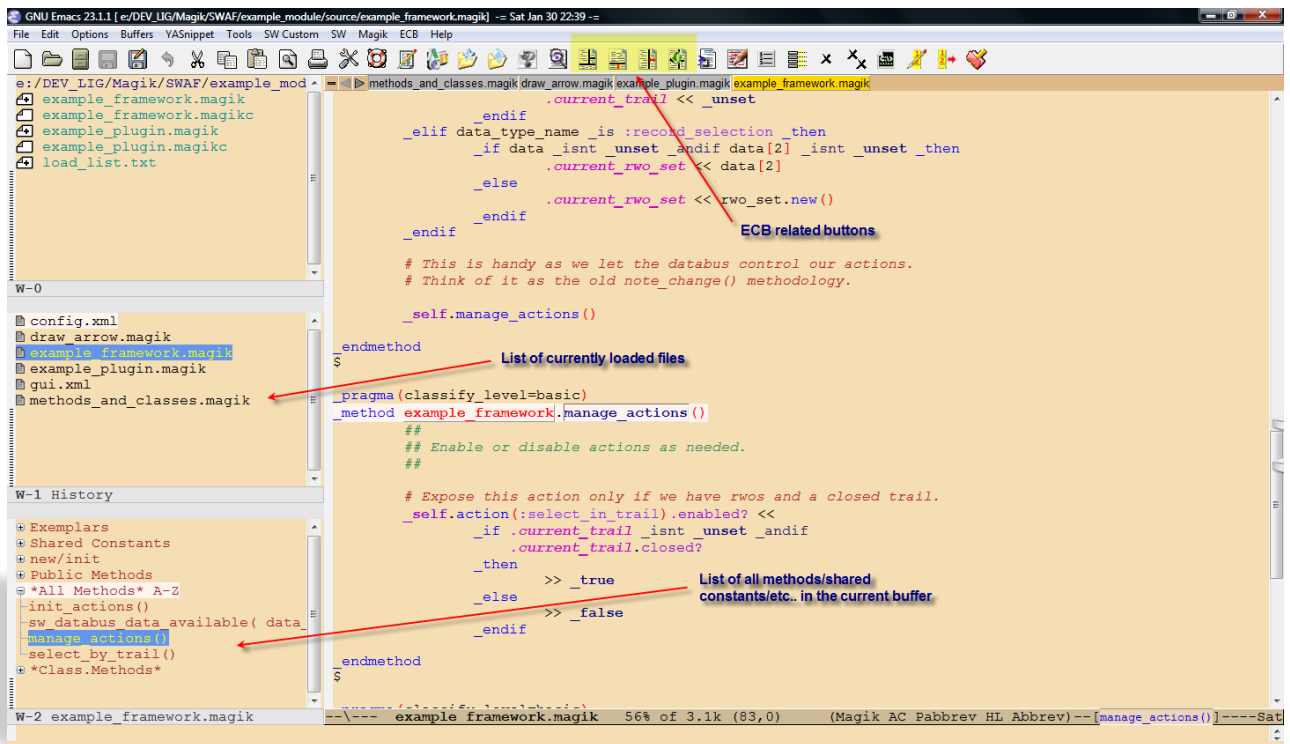 GNU Emacs 23.1.1 [ e:/DEV_LIG/Magik/SWAF/example_module/source/example_framework.magik] -= Sat Jan 30 22:39 -=
File Edit Options Buffers YASnippet Tools SW Custom SW Magik ECB Help
e:/DEV_LIG/Magik/SWAF/example_mod
example_framework.magik
example_framework.magikc
example_plugin.magik
example_plugin.magikc
load_list.txt
W-0
config.xml
draw_arrow.magik
example_framework.magik
example_plugin.magik
gui.xml
methods_and_classes.magik
W-1 History
Exemplars
Shared Constants
new/init
Public Methods
*All Methods* A-Z
init_actions()
sw_databus_data_available( data_
manage_actions()
select_by_trail()
*Class.Methods*
W-2 example_framework.magik
methods_and_classes.magik draw_arrow.magik example_plugin.magik example_framework.magik
.current_trail << _unset
_endif
_elif data_type_name _is :record_selection _then
_if data _isnt _unset _andif data[2] _isnt _unset _then
.current_rwo_set << data[2]
_else
.current_rwo_set << rwo_set.new()
_endif
_endif
ECB related buttons
# This is handy as we let the databus control our actions.
# Think of it as the old note_change() methodology.
_self.manage_actions()
_endmethod
$
List of currently loaded files
_pragma(classify_level=basic)
_method example_framework.manage_actions()
##
## Enable or disable actions as needed.
##
# Expose this action only if we have rwos and a closed trail.
_self.action(:select_in_trail).enabled? <<
_if .current_trail _isnt _unset _andif
.current_trail.closed?
_then
>> _true
_else
>> _false
_endif
List of all methods/shared
constants/etc.. in the current buffer
_endmethod
$
--\--- example_framework.magik 56% of 3.1k (83,0) (Magik AC Pabbrev HL Abbrev)--[manage_actions()]----Sat